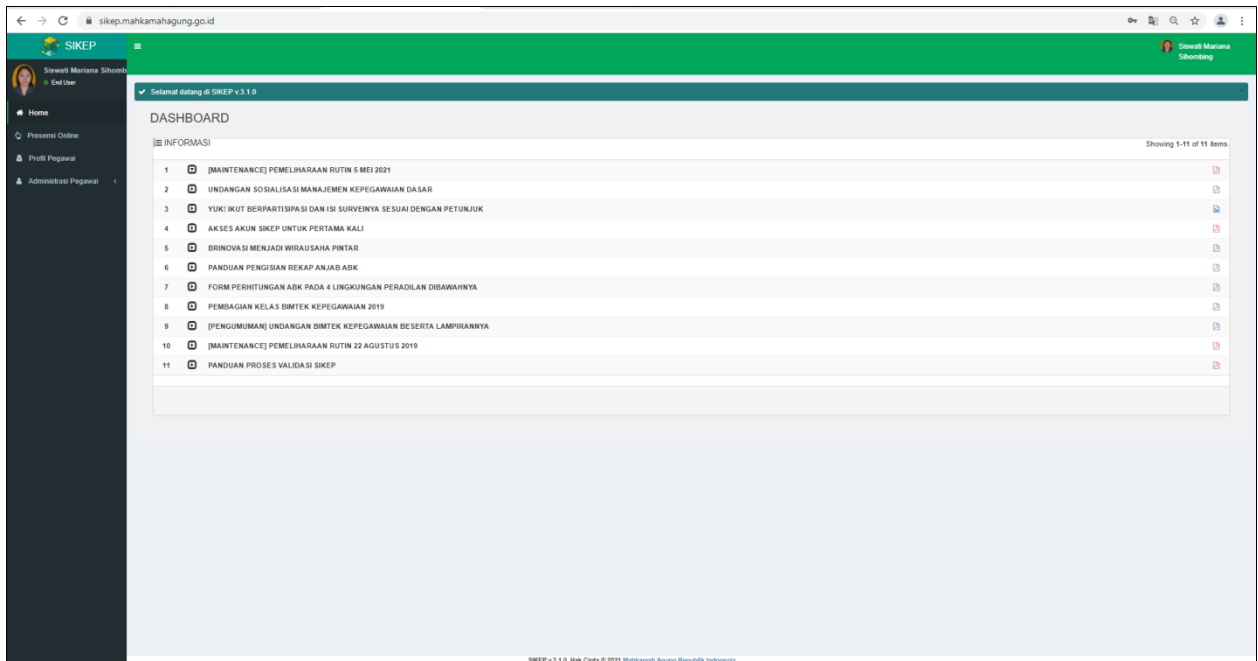 sikep.mahkamahagung.go.id
SIKEP
Siswati Mariana Sihombing
Siswati Mariana Sihomb
End User
Selamat datang di SIKEP v.3.1.0
Home
Presensi Online
Profil Pegawai
Administrasi Pegawai
DASHBOARD
INFORMASI
Showing 1-11 of 11 items.
1 [MAINTENANCE] PEMELIHARAAN RUTIN 5 MEI 2021
2 UNDANGAN SOSIALISASI MANAJEMEN KEPEGAWAIAN DASAR
3 YUK! IKUT BERPARTISIPASI DAN ISI SURVEINYA SESUAI DENGAN PETUNJUK
4 AKSES AKUN SIKEP UNTUK PERTAMA KALI
5 BRINOVASI MENJADI WIRAUSAHA PINTAR
6 PANDUAN PENGISIAN REKAP ANJAB ABK
7 FORM PERHITUNGAN ABK PADA 4 LINGKUNGAN PERADILAN DIBAWAHNYA
8 PEMBAGIAN KELAS BIMTEK KEPEGAWAIAN 2019
9 [PENGUMUMAN] UNDANGAN BIMTEK KEPEGAWAIAN BESERTA LAMPIRANNYA
10 [MAINTENANCE] PEMELIHARAAN RUTIN 22 AGUSTUS 2019
11 PANDUAN PROSES VALIDASI SIKEP
SIKEP v.3.1.0. Hak Cipta © 2021 Mahkamah Agung Republik Indonesia